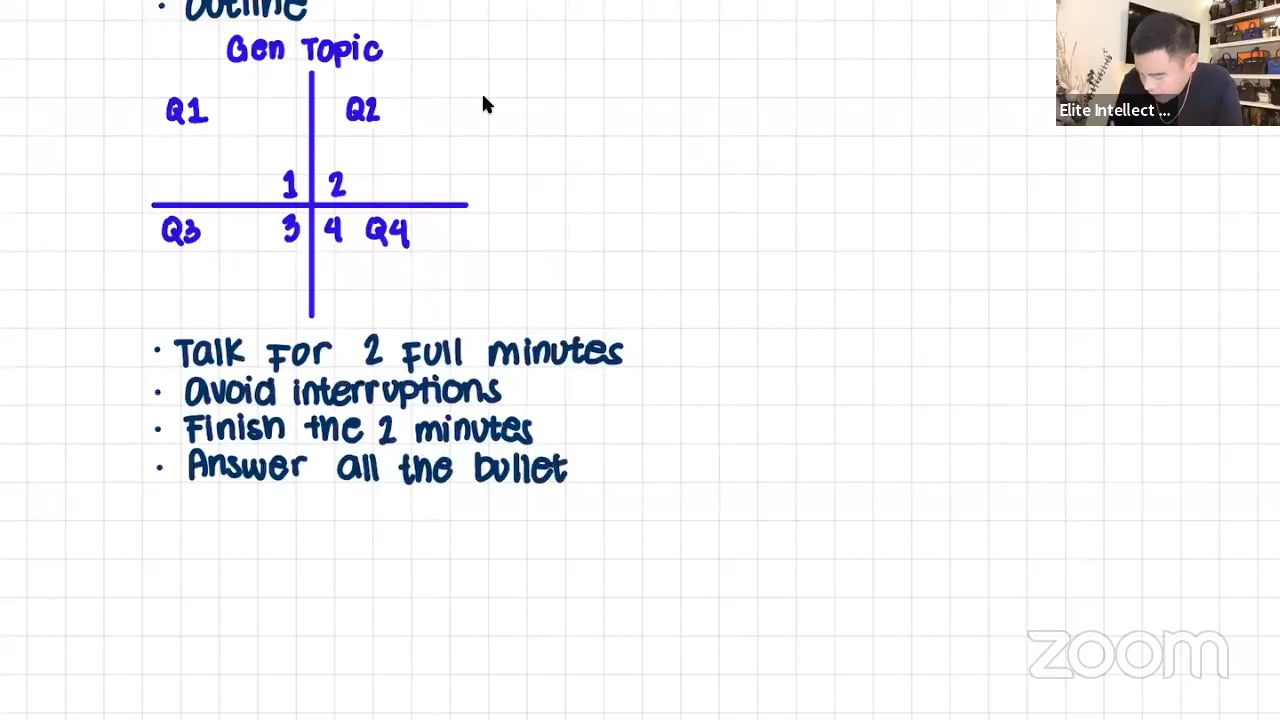 • Outline
Gen Topic
Q1 Q2
1 2
Q3 3 4 Q4
• Talk For 2 Full minutes
• avoid interruptions
• Finish the 2 minutes
• Answer all the bullet
Elite Intellect ...
zoom